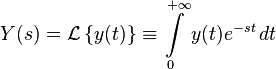 Y(s) = ℒ {y(t)} ≡ ∫₀^{+∞} y(t)e^{-st} dt